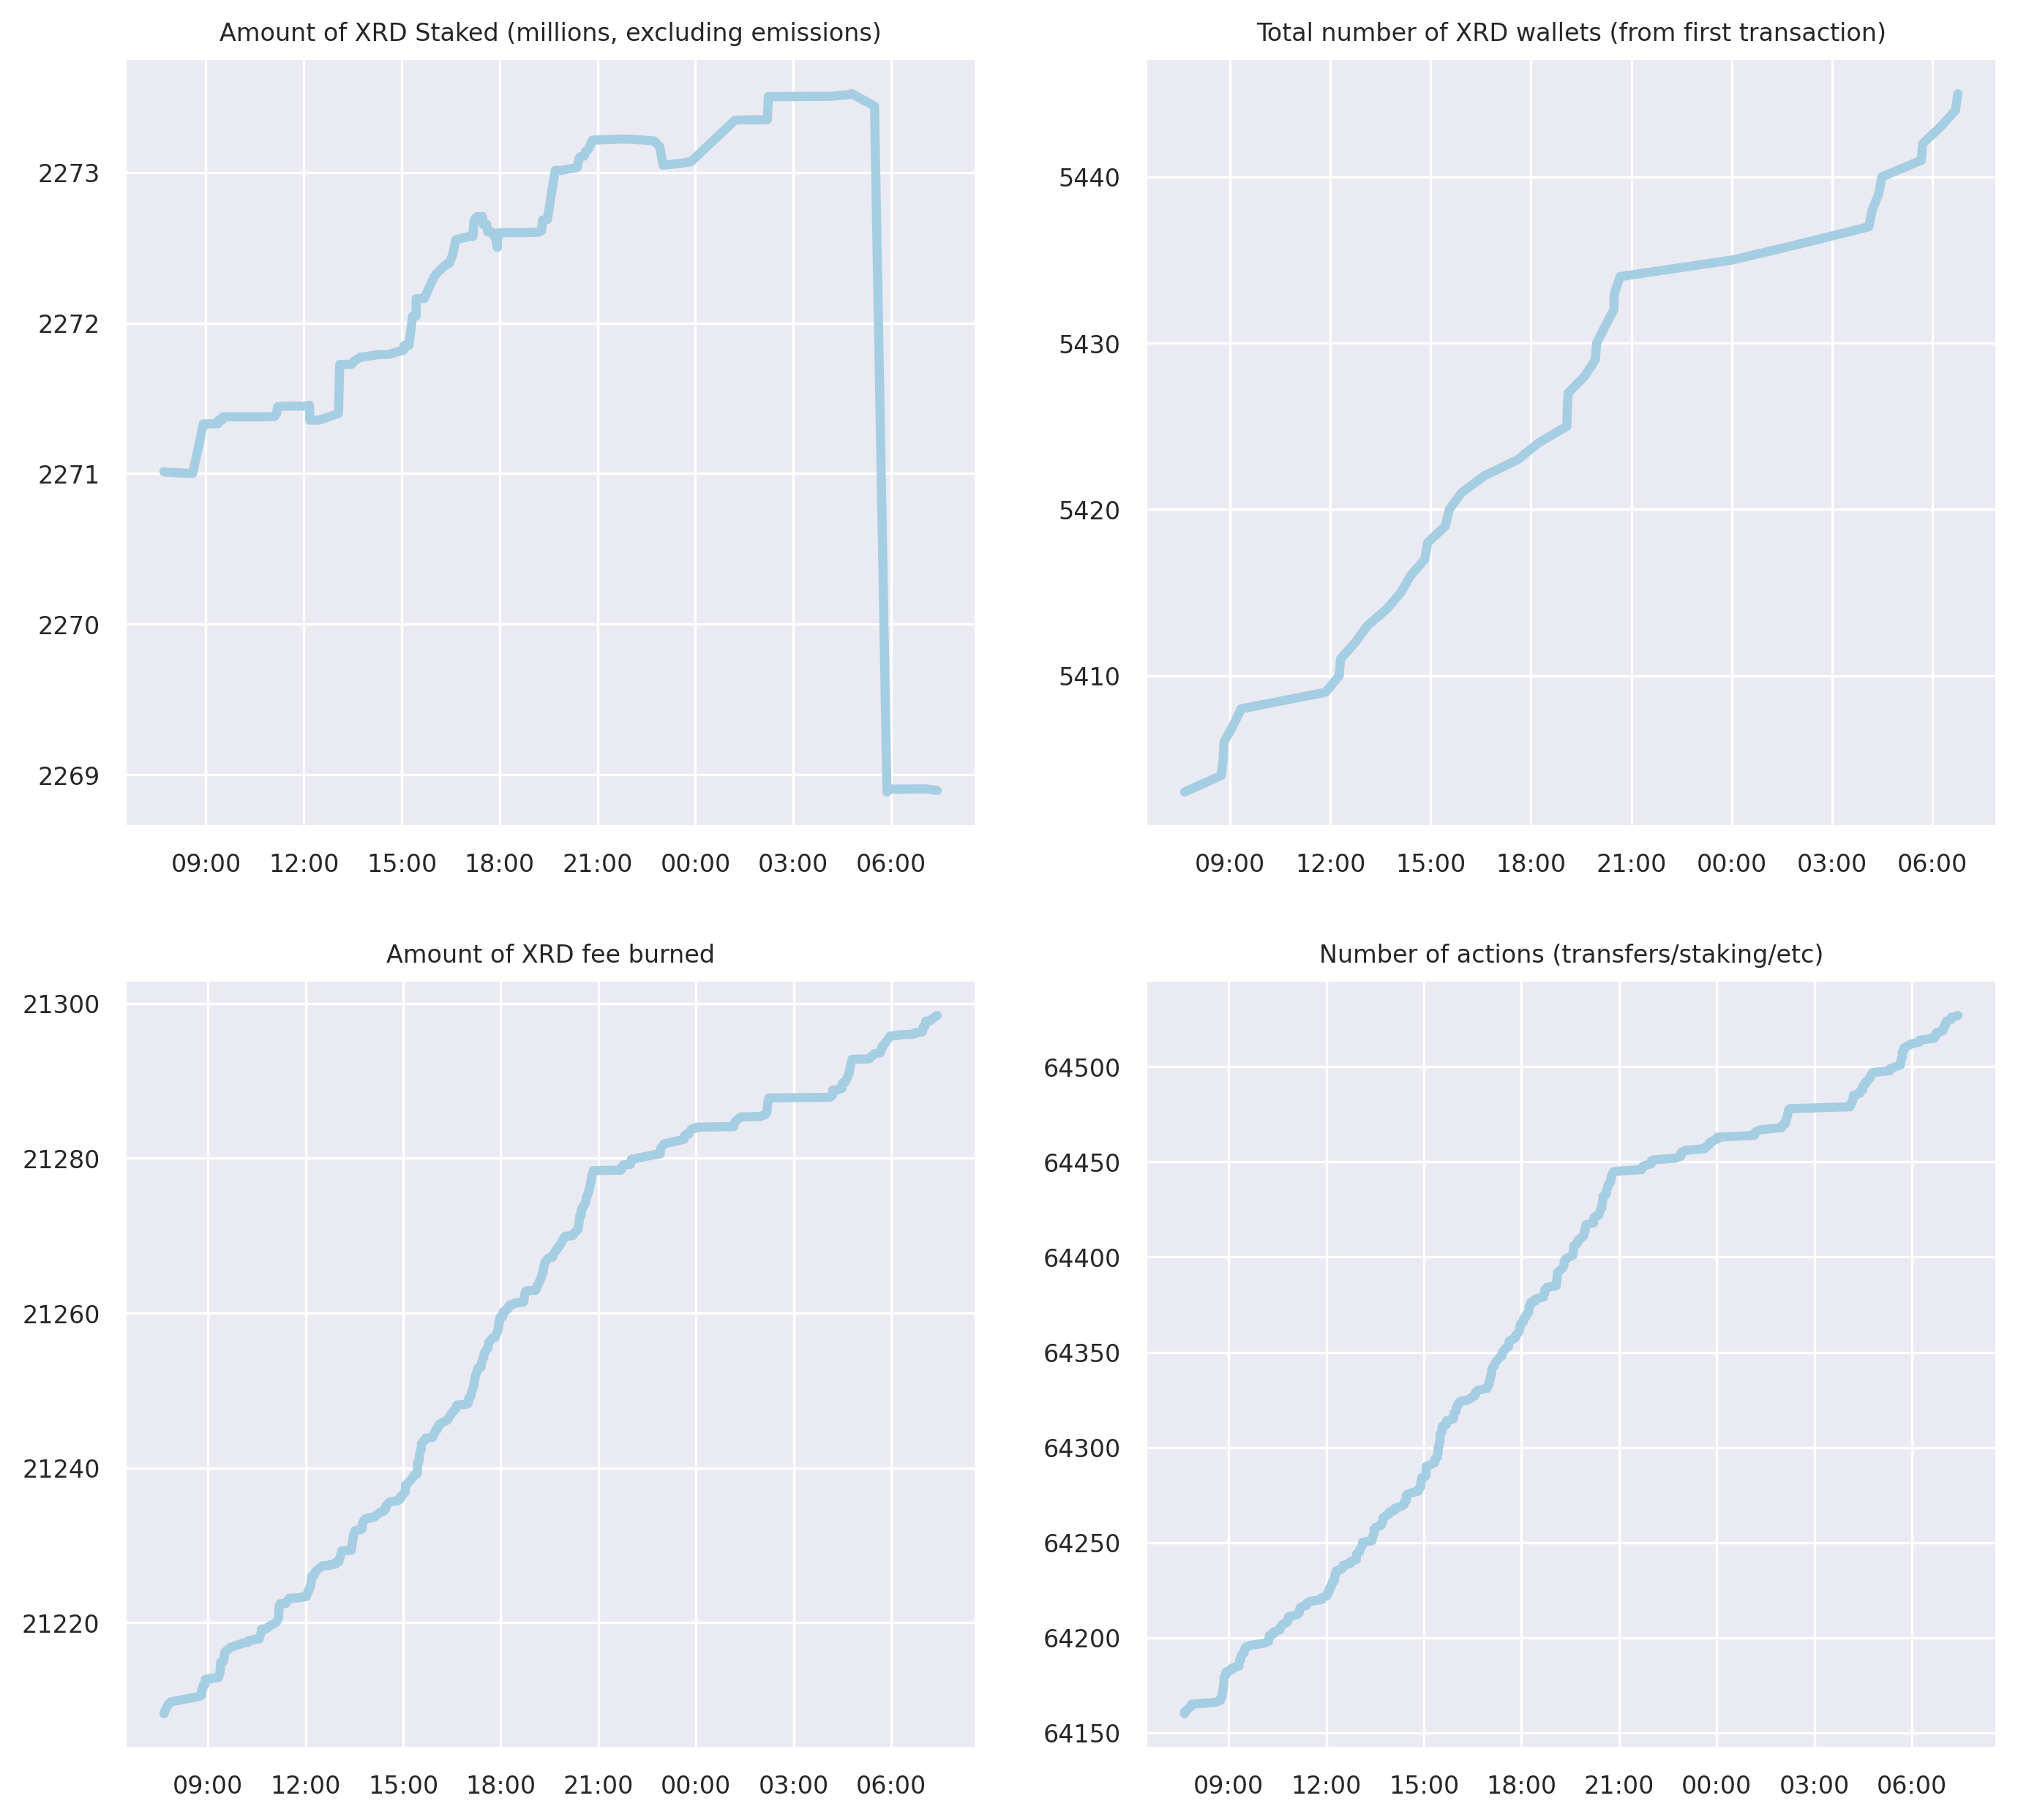 Amount of XRD Staked (millions, excluding emissions)
2273
2272
2271
2270
2269
09:00 12:00 15:00 18:00 21:00 00:00 03:00 06:00
Total number of XRD wallets (from first transaction)
5440
5430
5420
5410
09:00 12:00 15:00 18:00 21:00 00:00 03:00 06:00
Amount of XRD fee burned
21300
21280
21260
21240
21220
09:00 12:00 15:00 18:00 21:00 00:00 03:00 06:00
Number of actions (transfers/staking/etc)
64500
64450
64400
64350
64300
64250
64200
64150
09:00 12:00 15:00 18:00 21:00 00:00 03:00 06:00